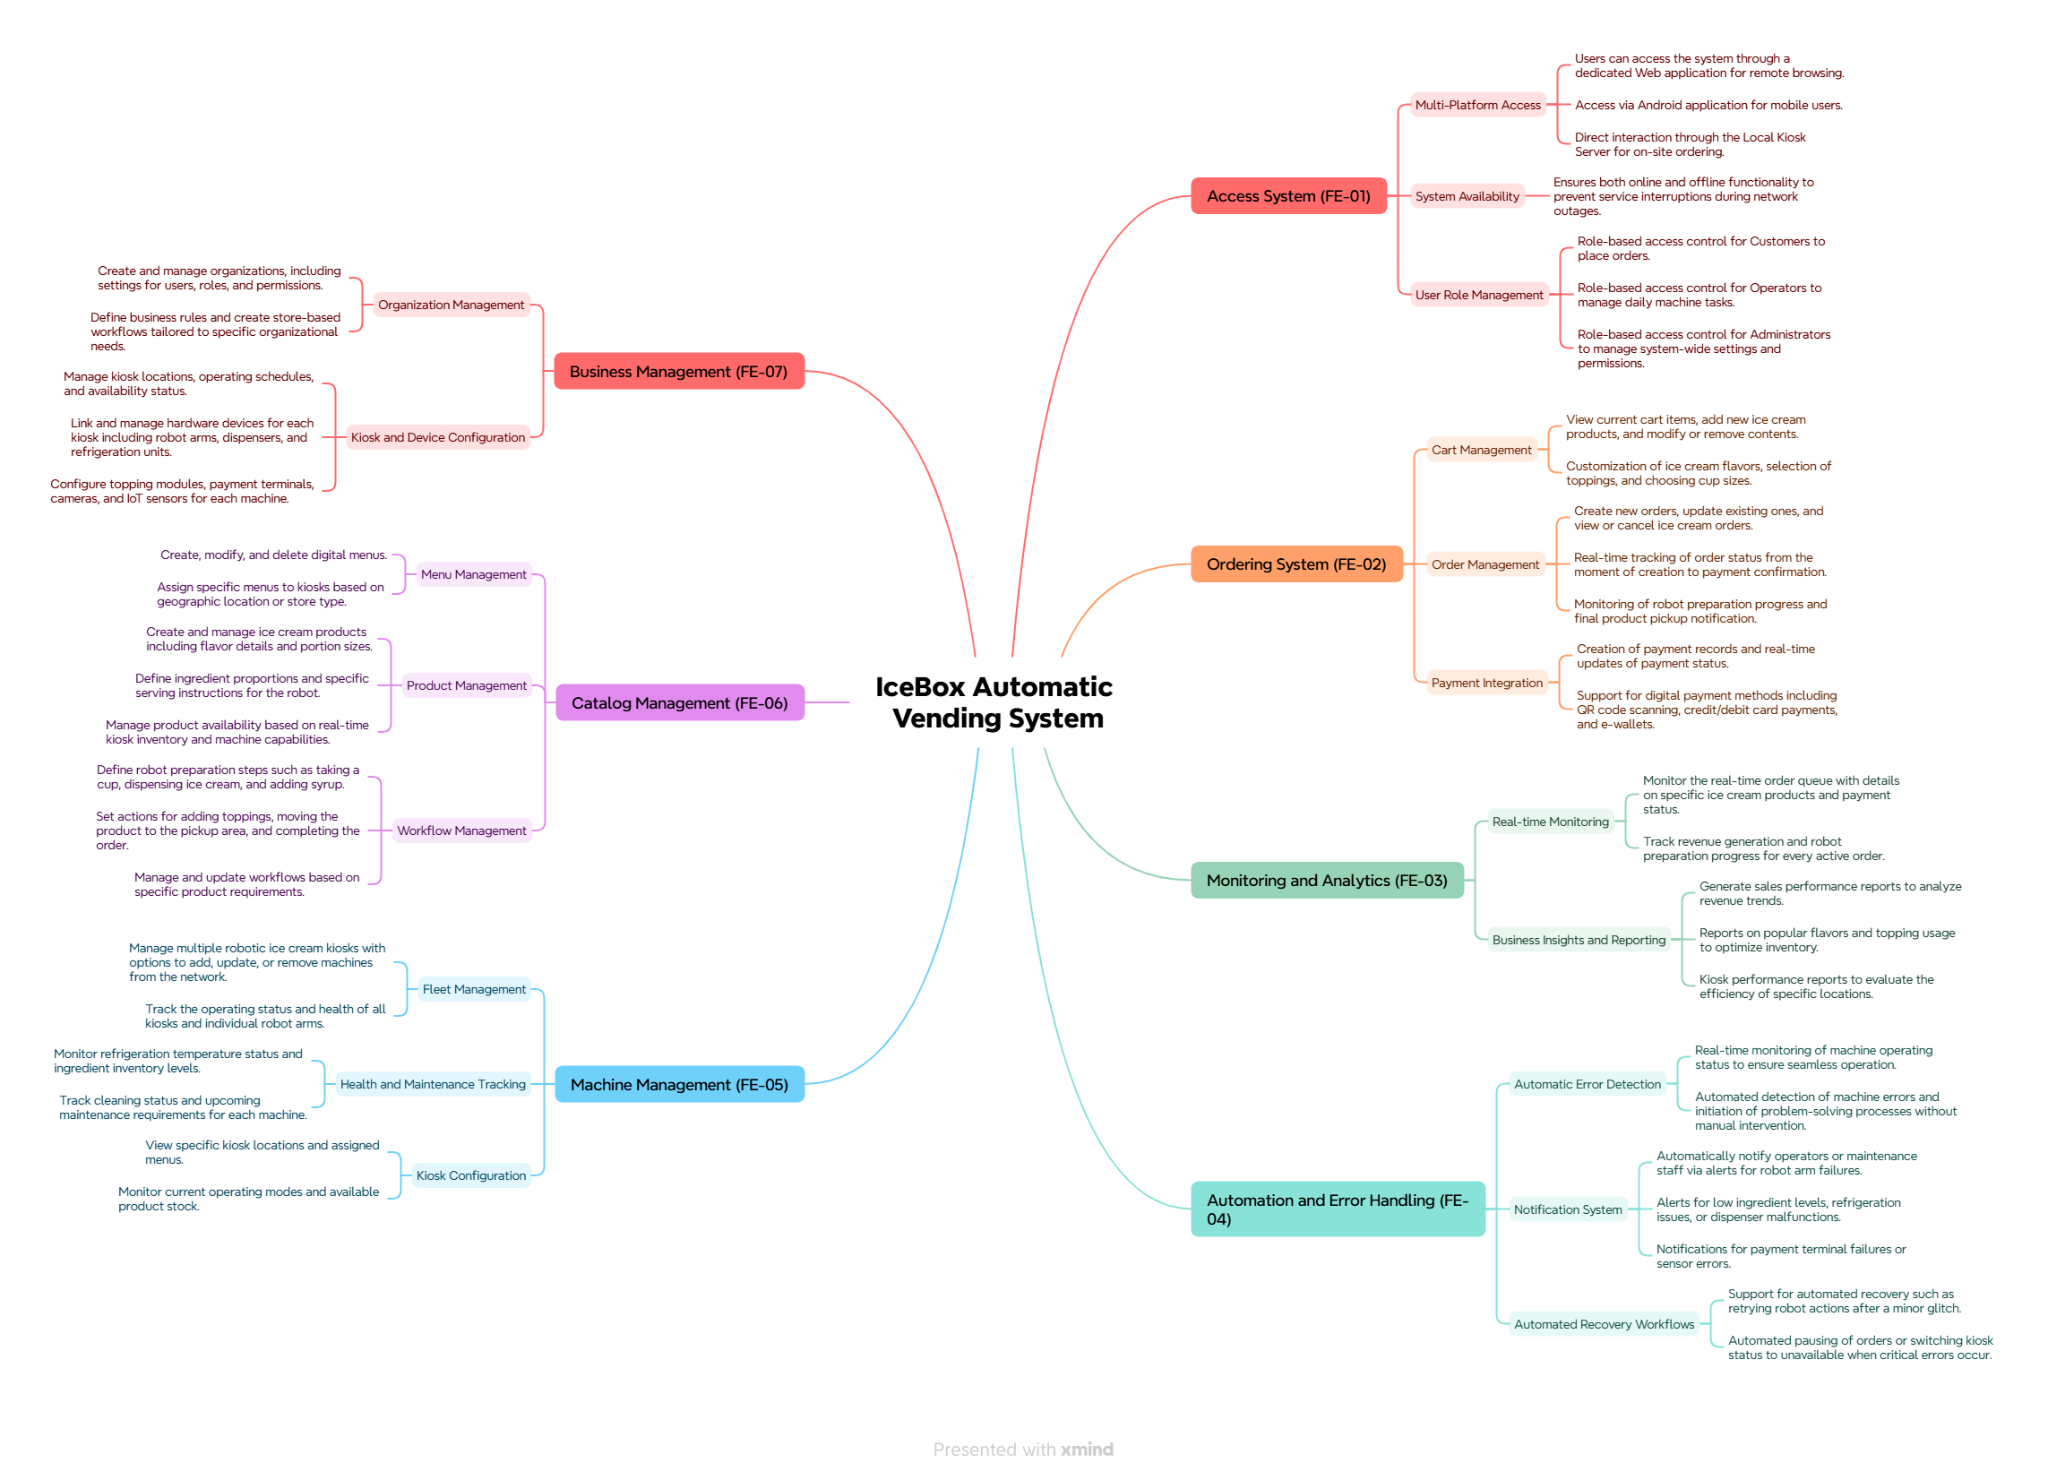 IceBox Automatic
Vending System
Access System (FE-01)
Multi-Platform Access
Users can access the system through a
dedicated Web application for remote browsing.
Access via Android application for mobile users.
Direct interaction through the Local Kiosk
Server for on-site ordering.
System Availability
Ensures both online and offline functionality to
prevent service interruptions during network
outages.
User Role Management
Role-based access control for Customers to
place orders.
Role-based access control for Operators to
manage daily machine tasks.
Role-based access control for Administrators
to manage system-wide settings and
permissions.
Ordering System (FE-02)
Cart Management
View current cart items, add new ice cream
products, and modify or remove contents.
Customization of ice cream flavors, selection of
toppings, and choosing cup sizes.
Order Management
Create new orders, update existing ones, and
view or cancel ice cream orders.
Real-time tracking of order status from the
moment of creation to payment confirmation.
Monitoring of robot preparation progress and
final product pickup notification.
Payment Integration
Creation of payment records and real-time
updates of payment status.
Support for digital payment methods including
QR code scanning, credit/debit card payments,
and e-wallets.
Monitoring and Analytics (FE-03)
Real-time Monitoring
Monitor the real-time order queue with details
on specific ice cream products and payment
status.
Track revenue generation and robot
preparation progress for every active order.
Business Insights and Reporting
Generate sales performance reports to analyze
revenue trends.
Reports on popular flavors and topping usage
to optimize inventory.
Kiosk performance reports to evaluate the
efficiency of specific locations.
Automation and Error Handling (FE-
04)
Automatic Error Detection
Real-time monitoring of machine operating
status to ensure seamless operation.
Automated detection of machine errors and
initiation of problem-solving processes without
manual intervention.
Notification System
Automatically notify operators or maintenance
staff via alerts for robot arm failures.
Alerts for low ingredient levels, refrigeration
issues, or dispenser malfunctions.
Notifications for payment terminal failures or
sensor errors.
Automated Recovery Workflows
Support for automated recovery such as
retrying robot actions after a minor glitch.
Automated pausing of orders or switching kiosk
status to unavailable when critical errors occur.
Machine Management (FE-05)
Fleet Management
Manage multiple robotic ice cream kiosks with
options to add, update, or remove machines
from the network.
Track the operating status and health of all
kiosks and individual robot arms.
Health and Maintenance Tracking
Monitor refrigeration temperature status and
ingredient inventory levels.
Track cleaning status and upcoming
maintenance requirements for each machine.
Kiosk Configuration
View specific kiosk locations and assigned
menus.
Monitor current operating modes and available
product stock.
Catalog Management (FE-06)
Menu Management
Create, modify, and delete digital menus.
Assign specific menus to kiosks based on
geographic location or store type.
Product Management
Create and manage ice cream products
including flavor details and portion sizes.
Define ingredient proportions and specific
serving instructions for the robot.
Manage product availability based on real-time
kiosk inventory and machine capabilities.
Workflow Management
Define robot preparation steps such as taking a
cup, dispensing ice cream, and adding syrup.
Set actions for adding toppings, moving the
product to the pickup area, and completing the
order.
Manage and update workflows based on
specific product requirements.
Business Management (FE-07)
Organization Management
Create and manage organizations, including
settings for users, roles, and permissions.
Define business rules and create store-based
workflows tailored to specific organizational
needs.
Kiosk and Device Configuration
Manage kiosk locations, operating schedules,
and availability status.
Link and manage hardware devices for each
kiosk including robot arms, dispensers, and
refrigeration units.
Configure topping modules, payment terminals,
cameras, and IoT sensors for each machine.
Presented with xmind